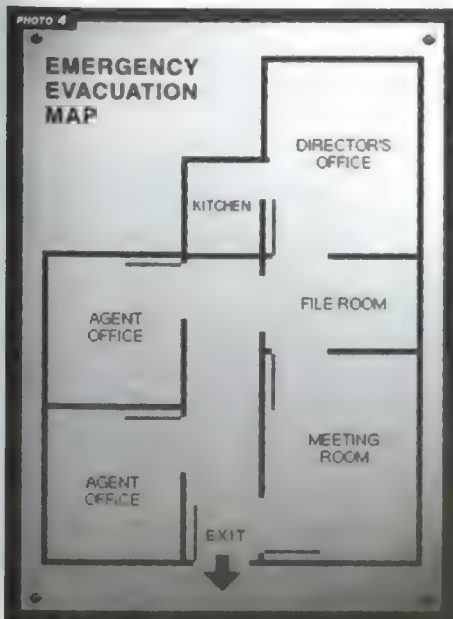 PHOTO 4
EMERGENCY
EVACUATION
MAP
DIRECTOR'S
OFFICE
KITCHEN
AGENT
OFFICE
FILE ROOM
MEETING
ROOM
AGENT
OFFICE
EXIT